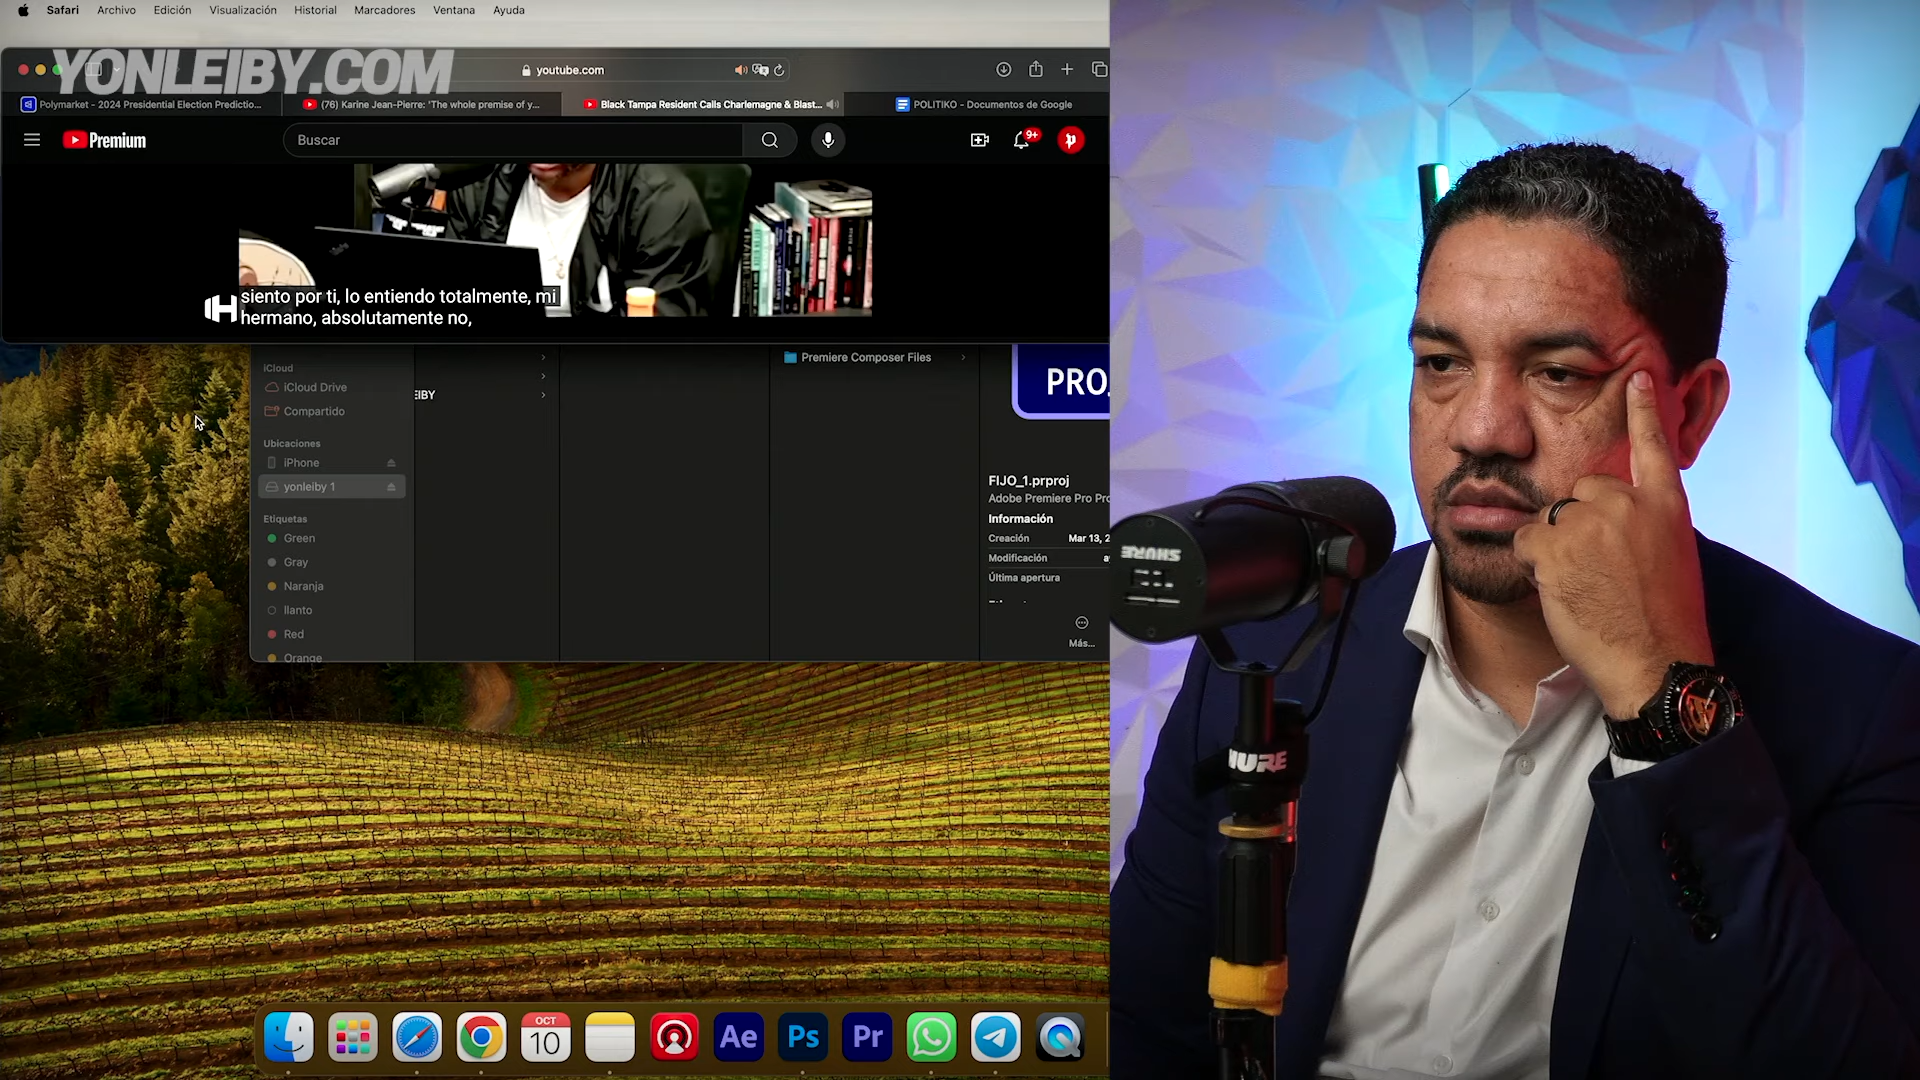 Safari Archivo Edición Visualización Historial Marcadores Ventana Ayuda
YONLEIBY.COM
youtube.com
Polymarket - 2024 Presidential Election Predictio...
(76) Karine Jean-Pierre: 'The whole premise of y...
Black Tampa Resident Calls Charlemagne & Blast...
POLITIKO - Documentos de Google
Premium
Buscar
9+
siento por ti, lo entiendo totalmente, mi
hermano, absolutamente no,
iCloud
iCloud Drive
Compartido
Ubicaciones
iPhone
yonleiby 1
Etiquetas
Green
Gray
Naranja
llanto
Red
Orange
EIBY
Premiere Composer Files
PRO
FIJO_1.prproj
Adobe Premiere Pro Pro
Información
Creación Mar 13, 2
Modificación a
Última apertura
Más...
OCT
10
Ae
Ps
Pr
SHURE
HURE